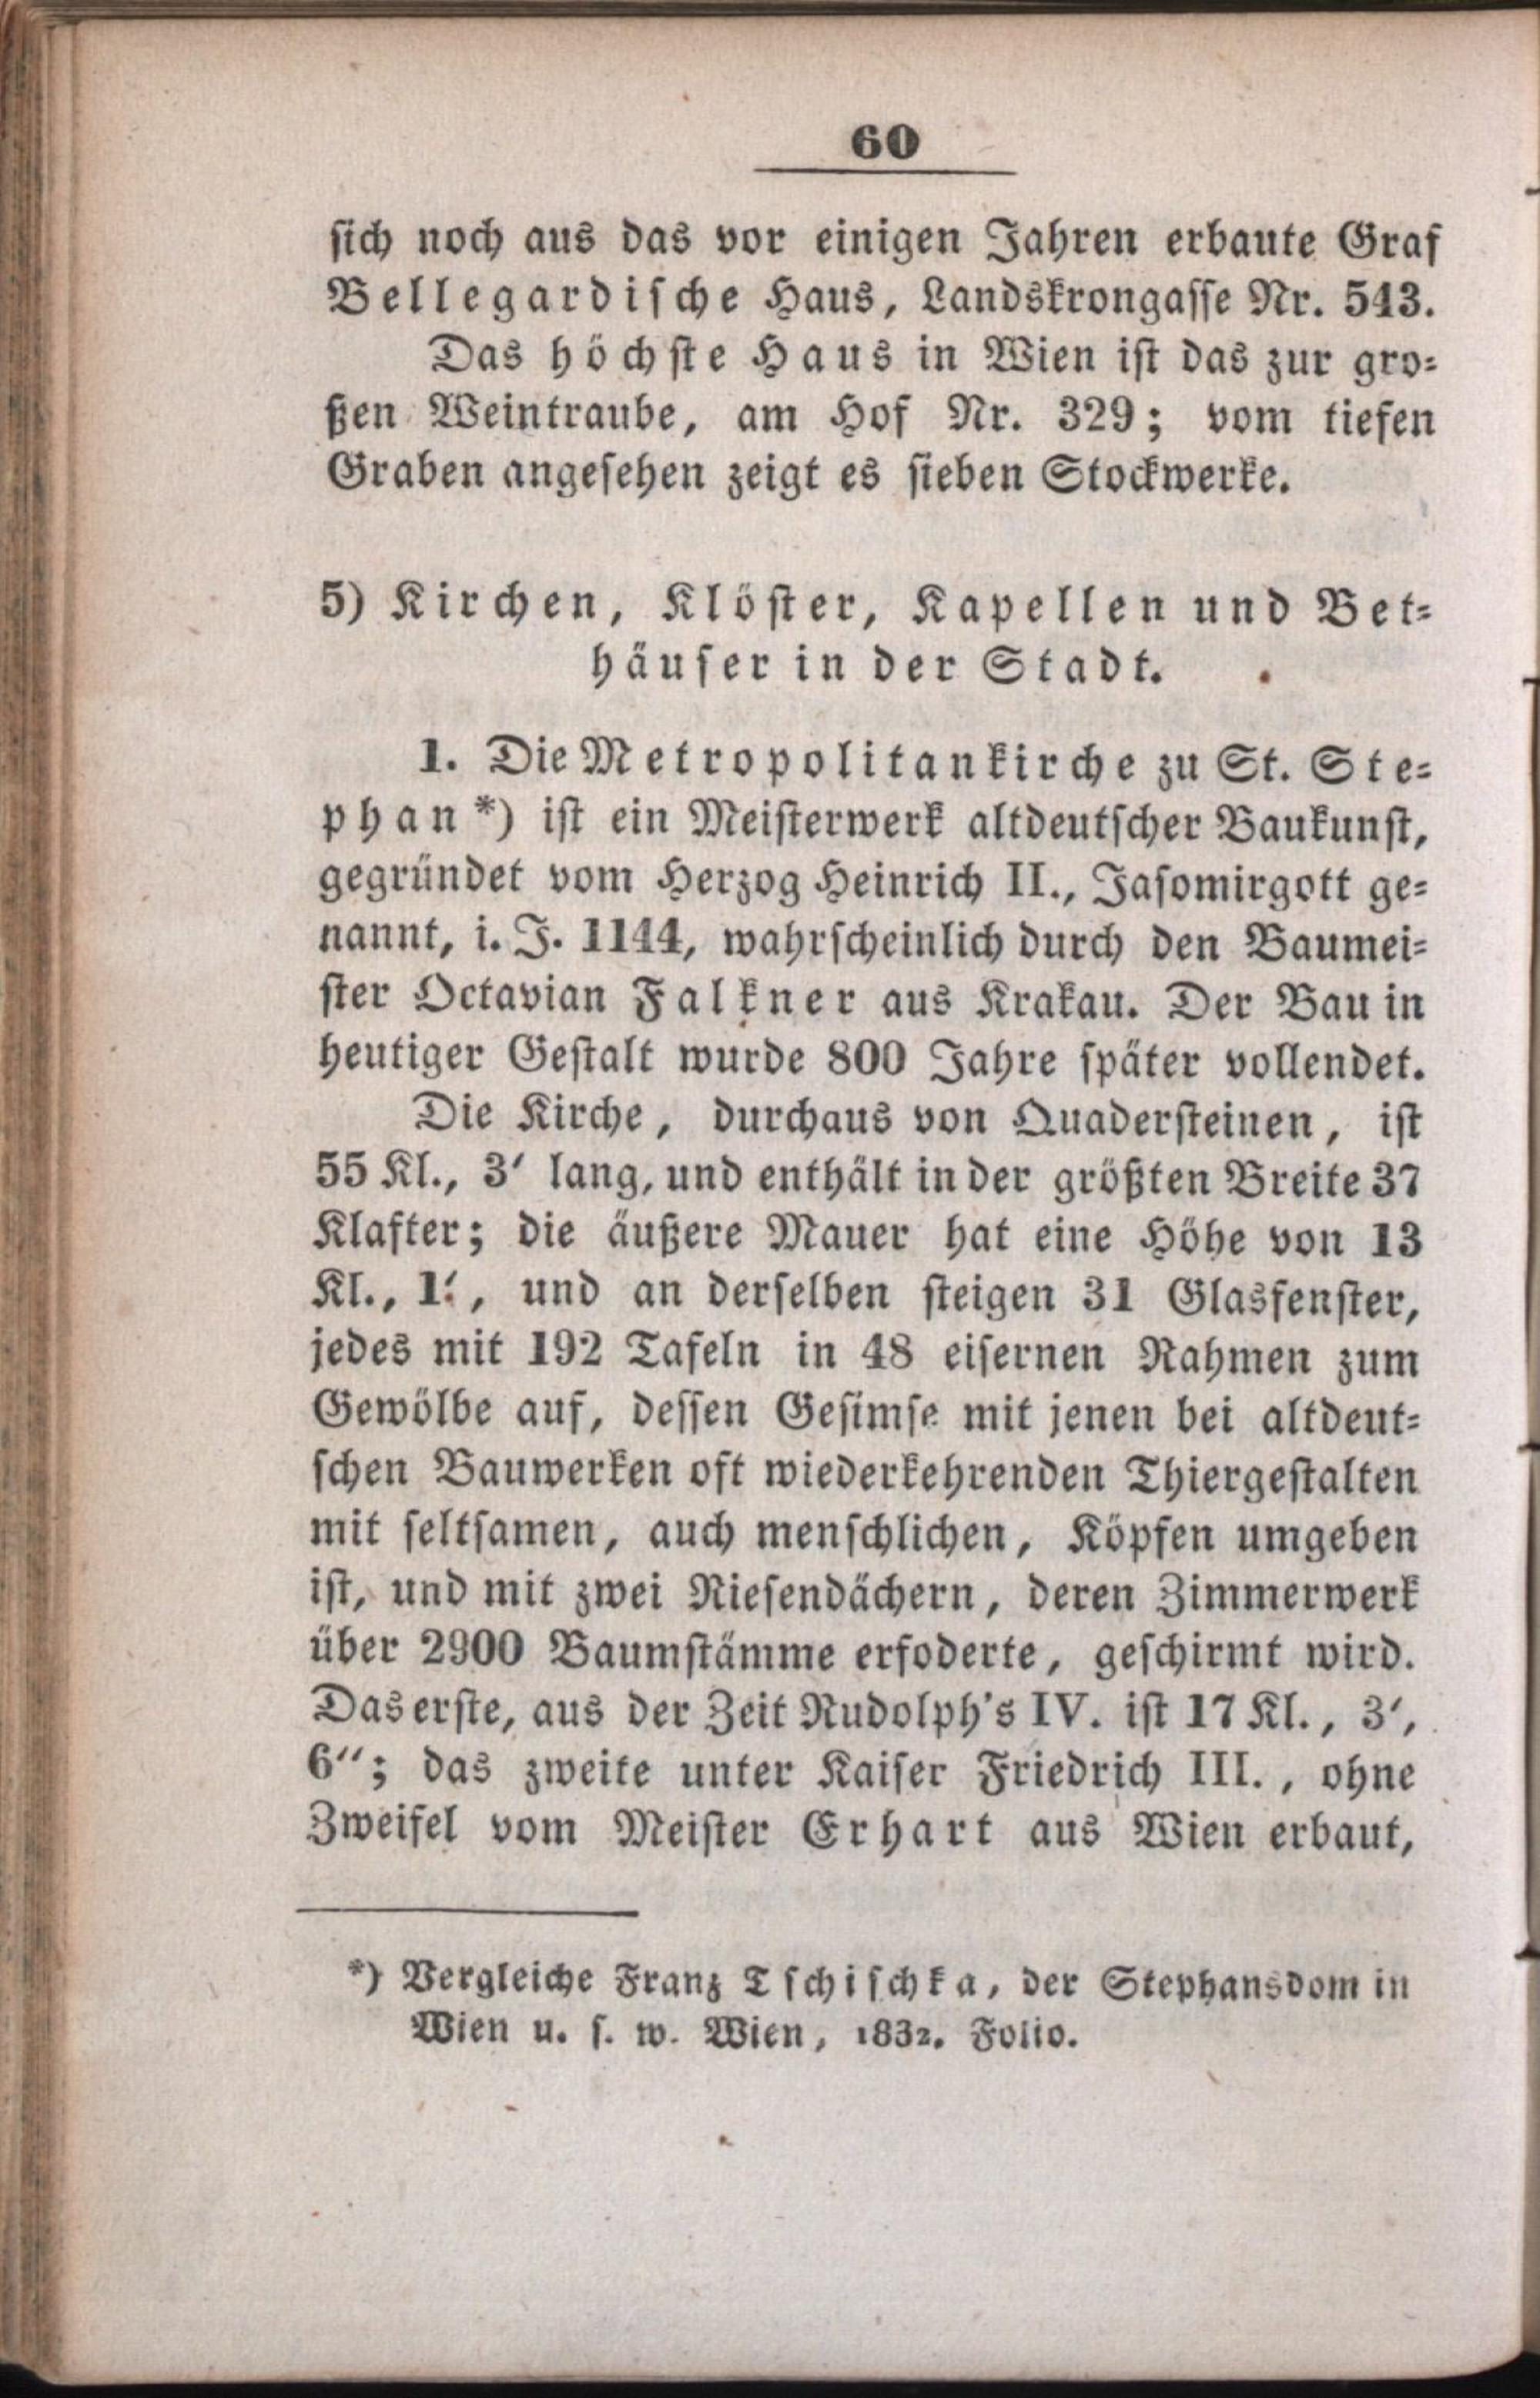 60
sich noch aus das vor einigen Jahren erbaute Graf
Bellegardische Haus, Landskrongasse Nr. 543.
Das höchste Haus in Wien ist das zur gro-
ßen Weintraube, am Hof Nr. 329; vom tiefen
Graben angesehen zeigt es sieben Stockwerke.
5) Kirchen, Klöster, Kapellen und Bet-
häuser in der Stadt.
1. Die Metropolitankirche zu St. Ste-
phan*) ist ein Meisterwerk altdeutscher Baukunst,
gegründet vom Herzog Heinrich II., Jasomirgott ge-
nannt, i. J. 1144, wahrscheinlich durch den Baumei-
ster Octavian Falkner aus Krakau. Der Bau in
heutiger Gestalt wurde 800 Jahre später vollendet.
Die Kirche, durchaus von Quadersteinen, ist
55 Kl., 3' lang, und enthält in der größten Breite 37
Klafter; die äußere Mauer hat eine Höhe von 13
Kl., 1', und an derselben steigen 31 Glasfenster,
jedes mit 192 Tafeln in 48 eisernen Rahmen zum
Gewölbe auf, dessen Gesimse mit jenen bei altdeut-
schen Bauwerken oft wiederkehrenden Thiergestalten
mit seltsamen, auch menschlichen, Köpfen umgeben
ist, und mit zwei Riesendächern, deren Zimmerwerk
über 2900 Baumstämme erfoderte, geschirmt wird.
Das erste, aus der Zeit Rudolph's IV. ist 17 Kl., 3',
6"; das zweite unter Kaiser Friedrich III., ohne
Zweifel vom Meister Erhart aus Wien erbaut,
*) Vergleiche Franz Tschischka, der Stephansdom in
Wien u. s. w. Wien, 1832. Folio.